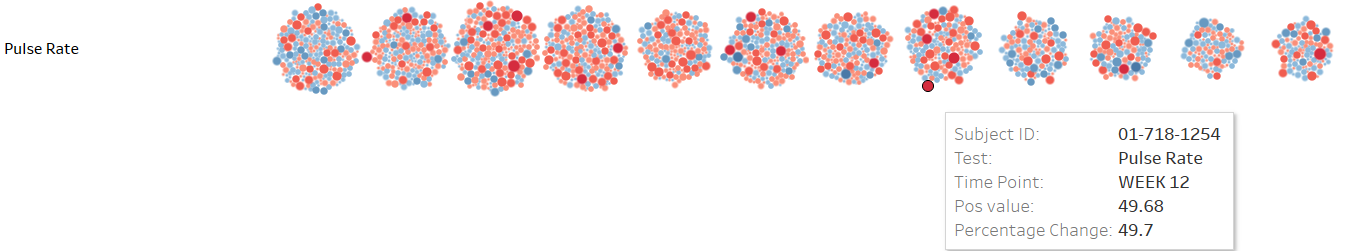 Pulse Rate
Subject ID: 01-718-1254
Test: Pulse Rate
Time Point: WEEK 12
Pos value: 49.68
Percentage Change: 49.7